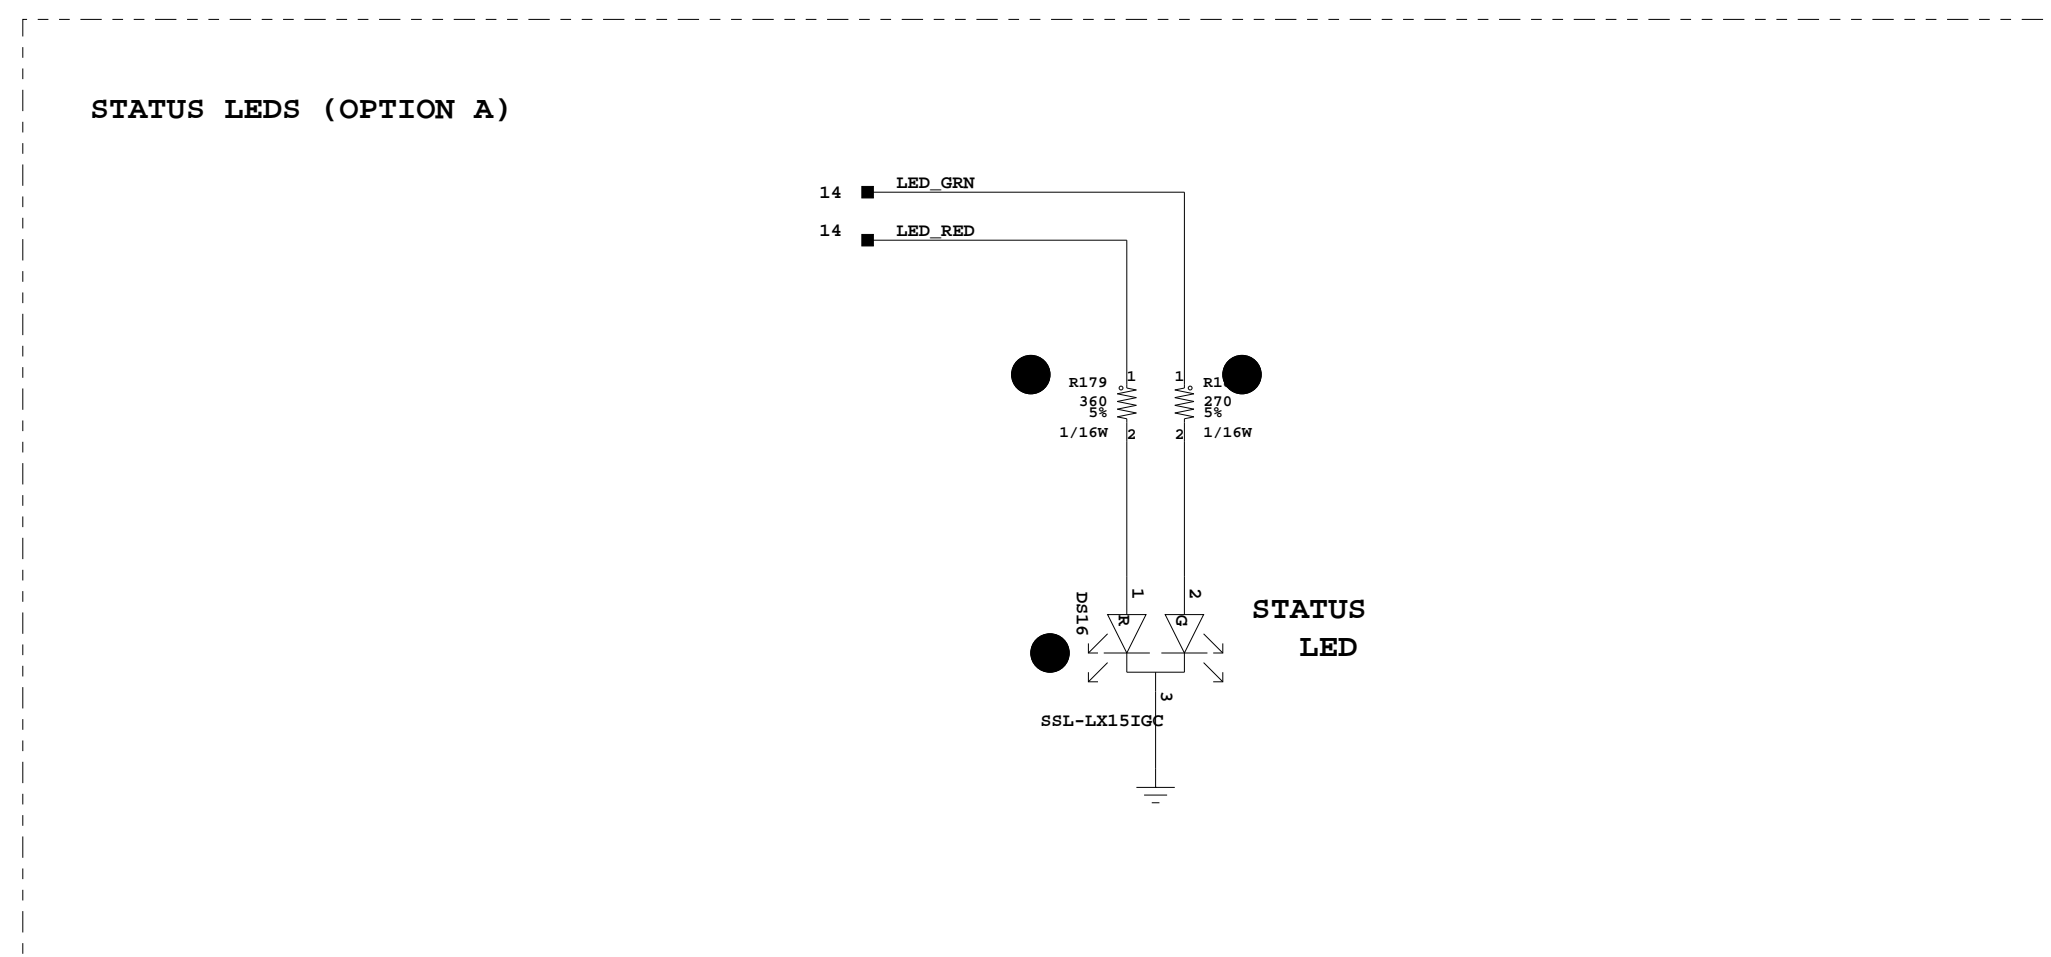 STATUS LEDS (OPTION A)
14 LED_GRN
14 LED_RED
1 1
R179
360 270
5% 5%
1/16W 1/16W
2 2
DS16 1 2
R G
STATUS
LED
3
SSL-LX15IGC